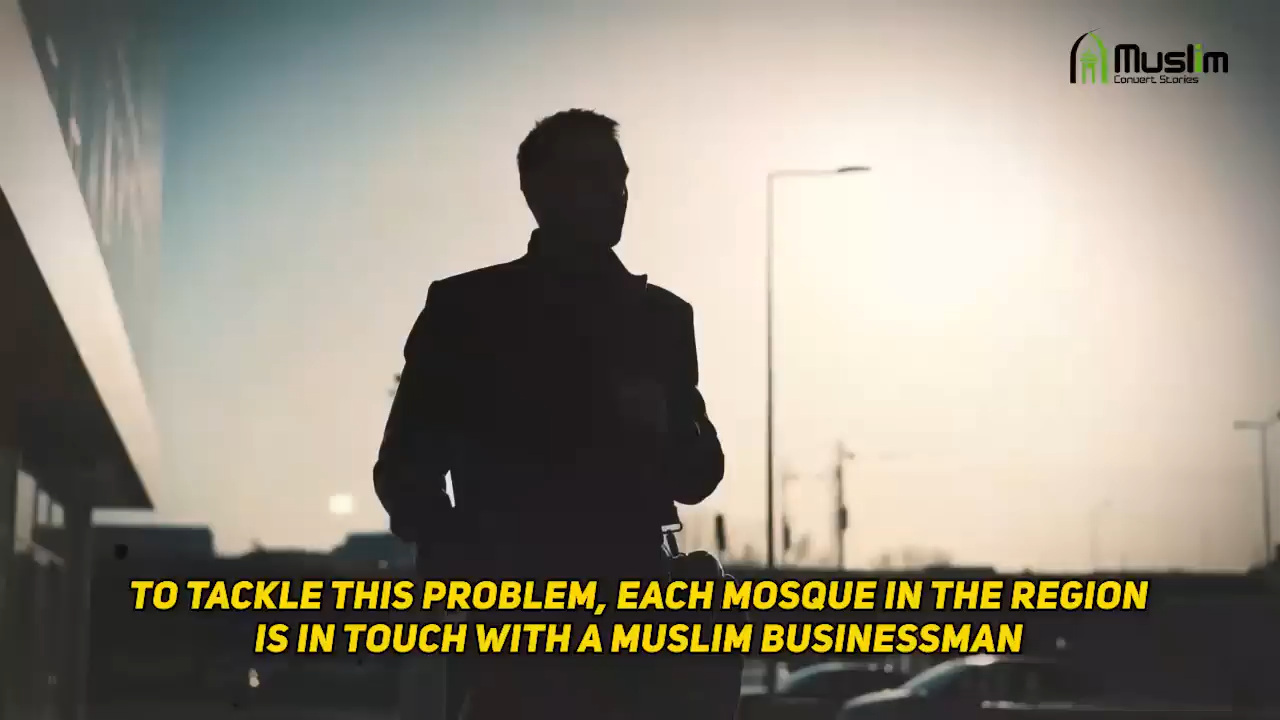 Muslim
Convert Stories
TO TACKLE THIS PROBLEM, EACH MOSQUE IN THE REGION
IS IN TOUCH WITH A MUSLIM BUSINESSMAN